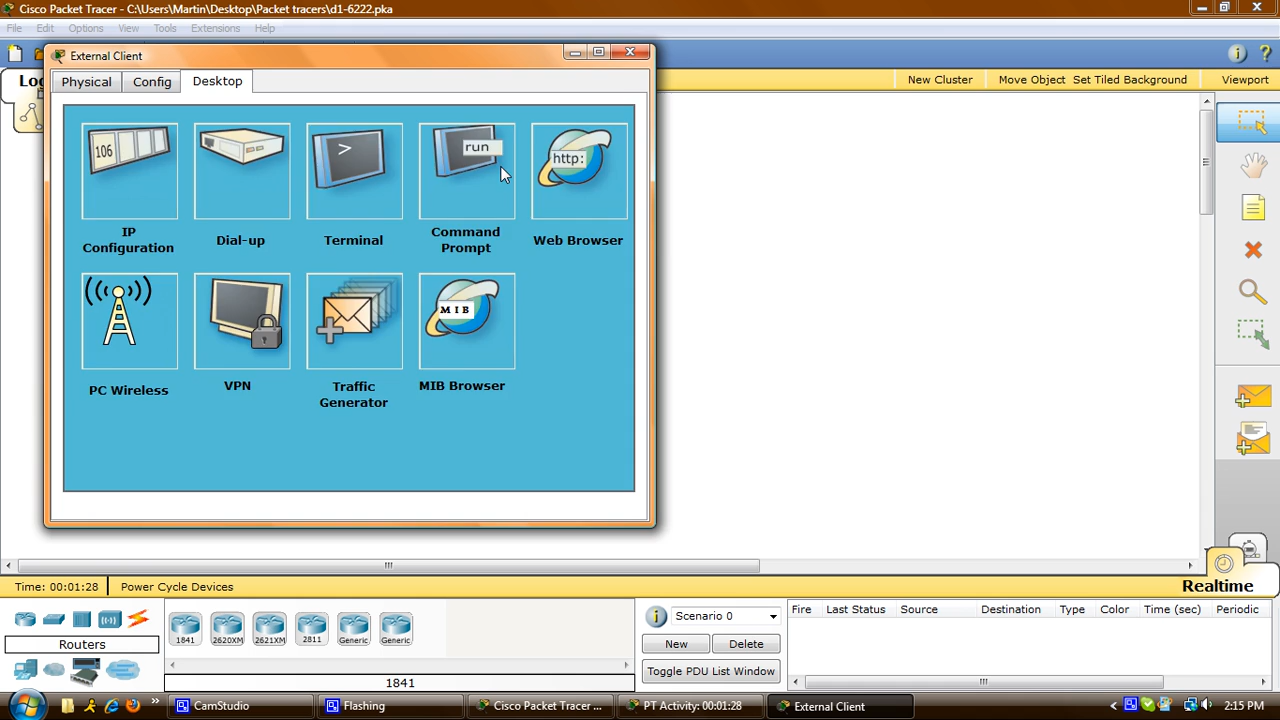 Cisco Packet Tracer - C:\Users\Martin\Desktop\Packet tracers\d1-6222.pka
File Edit Options View Tools Extensions Help
External Client
Physical Config Desktop
New Cluster Move Object Set Tiled Background Viewport
106
>
run
http:
IP Configuration
Dial-up
Terminal
Command Prompt
Web Browser
MIB
PC Wireless
VPN
Traffic Generator
MIB Browser
Time: 00:01:28 Power Cycle Devices
Realtime
Routers
1841 2620XM 2621XM 2811 Generic Generic
1841
Scenario 0
New Delete
Toggle PDU List Window
Fire Last Status Source Destination Type Color Time (sec) Periodic
CamStudio Flashing Cisco Packet Tracer ... PT Activity: 00:01:28 External Client 2:15 PM